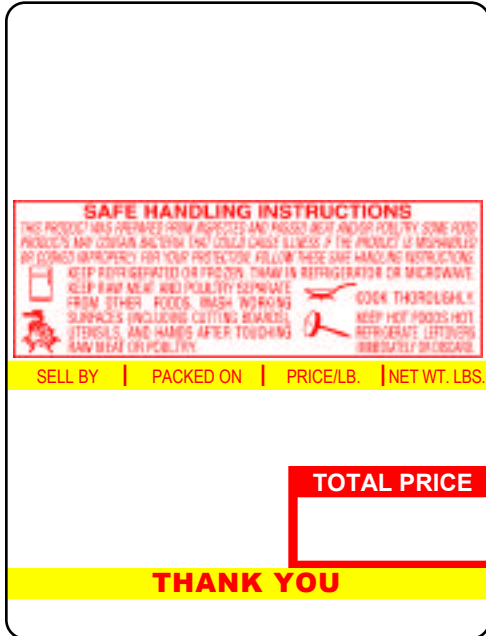 SAFE HANDLING INSTRUCTIONS
THIS PRODUCT WAS PREPARED FROM INSPECTED AND PASSED MEAT AND/OR POULTRY. SOME FOOD
PRODUCTS MAY CONTAIN BACTERIA THAT COULD CAUSE ILLNESS IF THE PRODUCT IS MISHANDLED
OR COOKED IMPROPERLY. FOR YOUR PROTECTION, FOLLOW THESE SAFE HANDLING INSTRUCTIONS.
KEEP REFRIGERATED OR FROZEN. THAW IN REFRIGERATOR OR MICROWAVE.
KEEP RAW MEAT AND POULTRY SEPARATE
FROM OTHER FOODS. WASH WORKING
SURFACES (INCLUDING CUTTING BOARDS),
UTENSILS, AND HANDS AFTER TOUCHING
RAW MEAT OR POULTRY.
COOK THOROUGHLY.
KEEP HOT FOODS HOT.
REFRIGERATE LEFTOVERS
IMMEDIATELY OR DISCARD.
SELL BY | PACKED ON | PRICE/LB. | NET WT. LBS.
TOTAL PRICE
THANK YOU